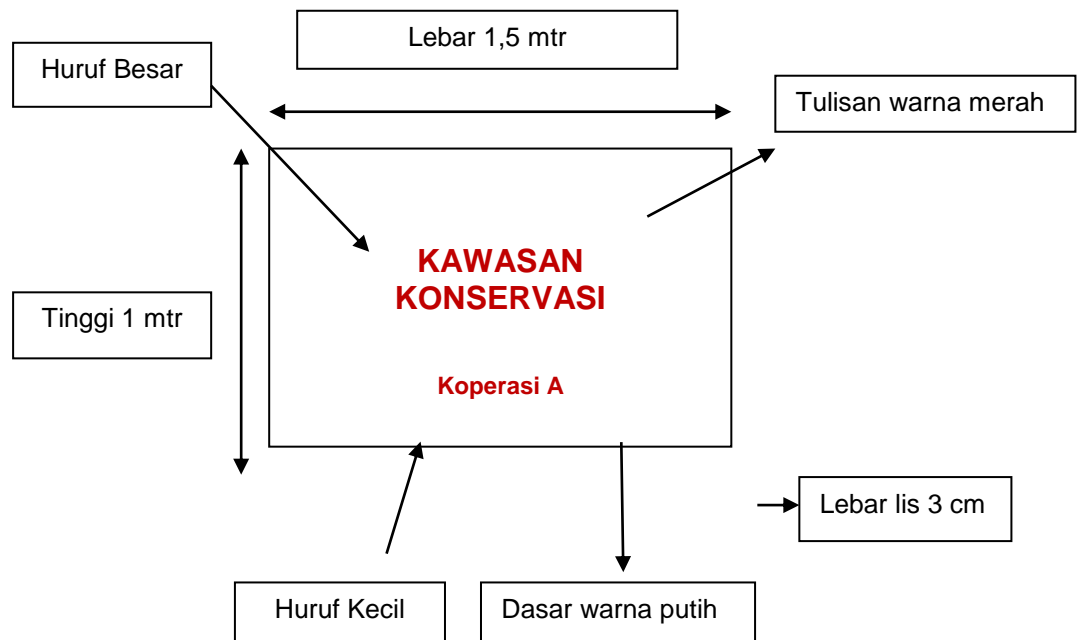 Lebar 1,5 mtr
Huruf Besar
Tulisan warna merah
KAWASAN
KONSERVASI
Tinggi 1 mtr
Koperasi A
Lebar lis 3 cm
Huruf Kecil
Dasar warna putih